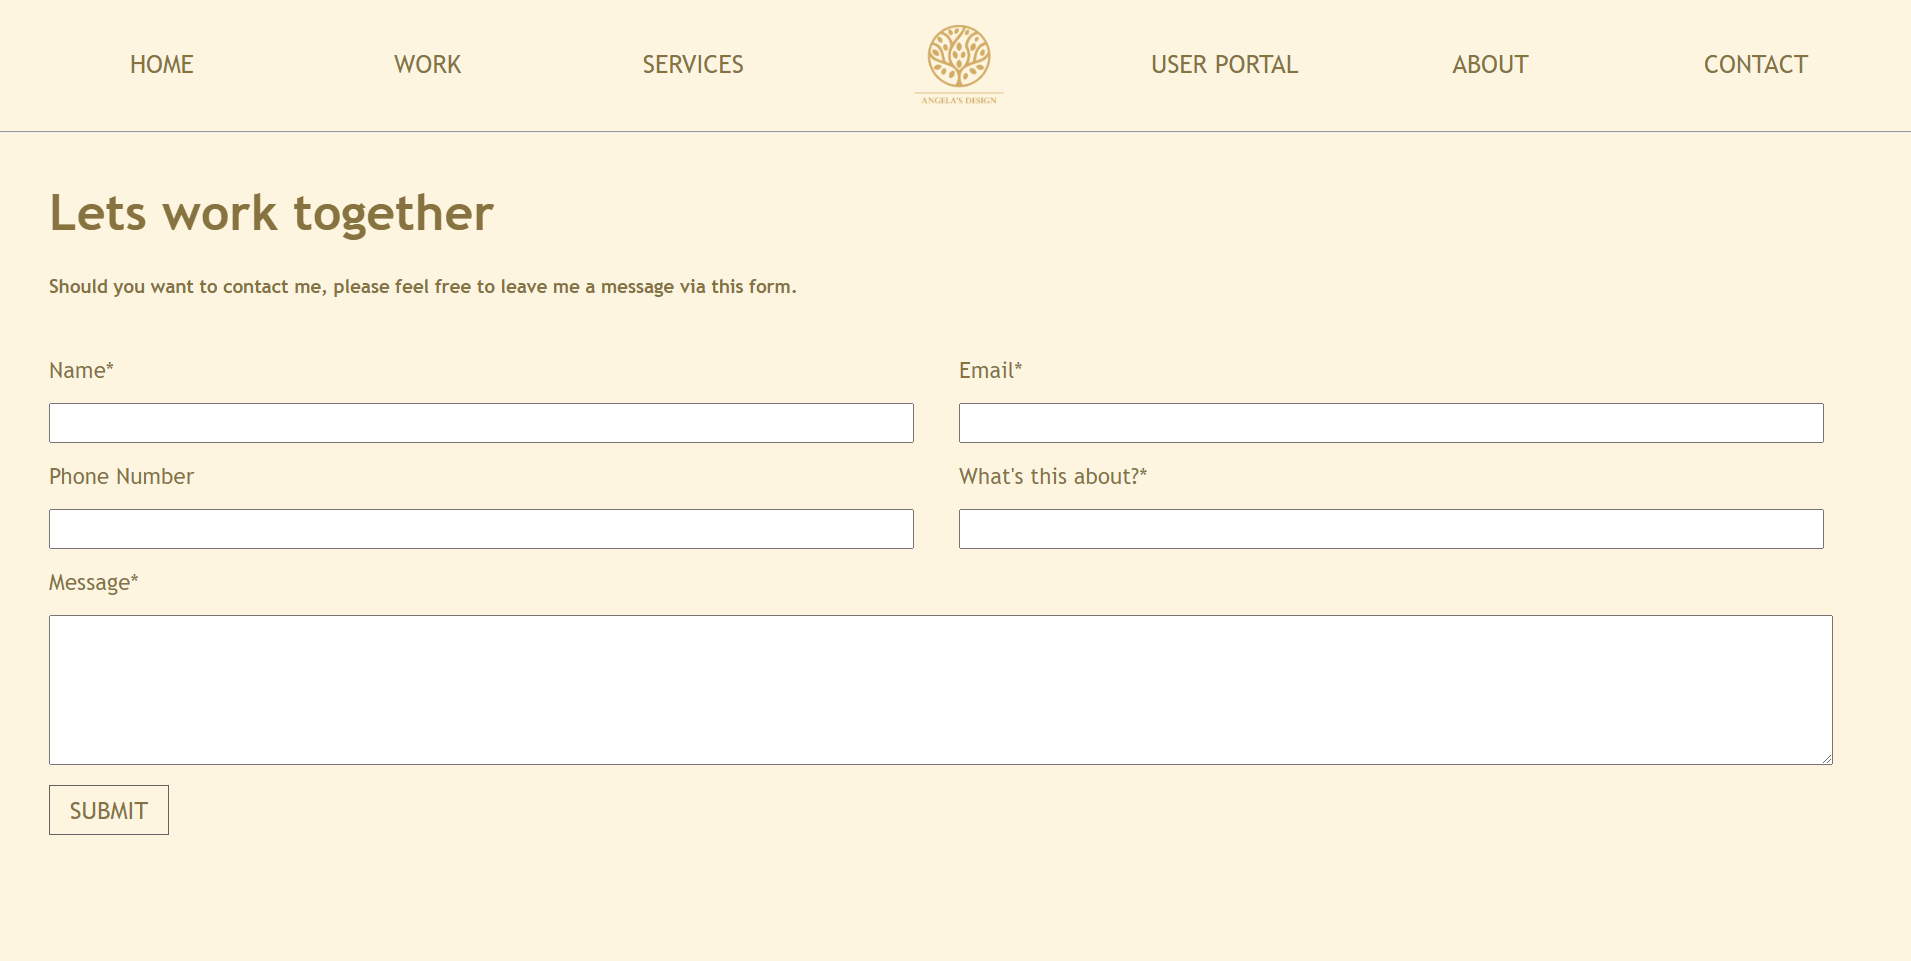 HOME WORK SERVICES USER PORTAL ABOUT CONTACT
ANGELA'S DESIGN
Lets work together
Should you want to contact me, please feel free to leave me a message via this form.
Name* Email*
Phone Number What's this about?*
Message*
SUBMIT